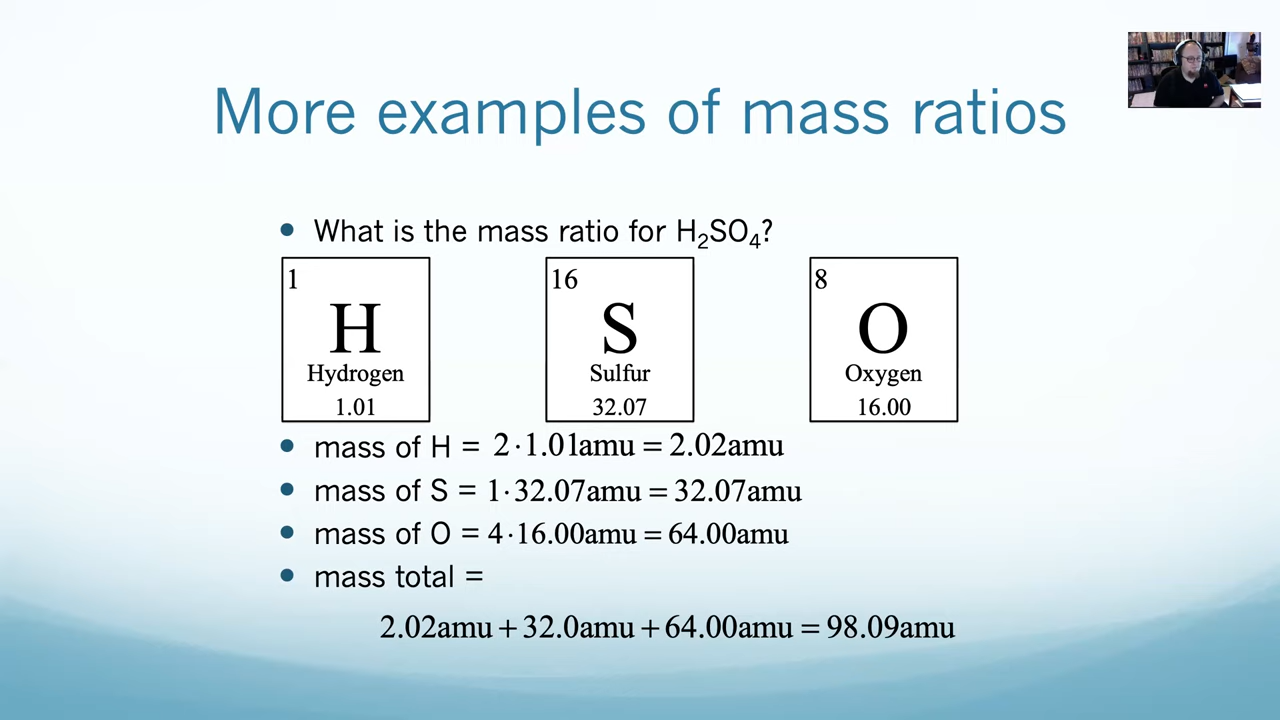 More examples of mass ratios
• What is the mass ratio for H₂SO₄?
1
H
Hydrogen
1.01
16
S
Sulfur
32.07
8
O
Oxygen
16.00
• mass of H = 2·1.01amu = 2.02amu
• mass of S = 1·32.07amu = 32.07amu
• mass of O = 4·16.00amu = 64.00amu
• mass total =
2.02amu + 32.0amu + 64.00amu = 98.09amu